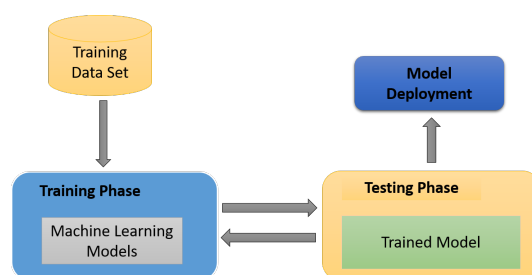 Training
Data Set
Model
Deployment
Training Phase
Machine Learning
Models
Testing Phase
Trained Model